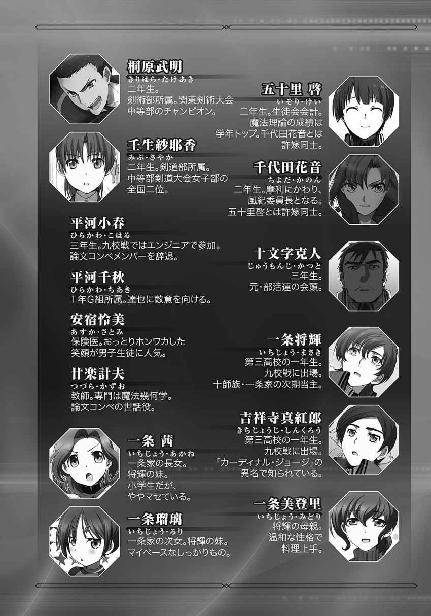 桐原武明
きりはら・たけあき
二年生。
剣術部所属。関東剣術大会
中等部のチャンピオン。
壬生紗耶香
みぶ・さやか
二年生。剣道部所属。
中等部剣道大会女子部の
全国二位。
平河小春
ひらかわ・こはる
三年生。九校戦ではエンジニアで参加。
論文コンペメンバーを辞退。
平河千秋
ひらかわ・ちあき
1年G組所属。達也に敵意を向ける。
安宿怜美
あすか・さとみ
保険医。おっとりホンワカした
笑顔が男子生徒に人気。
廿楽計夫
つづら・かずお
教師。専門は魔法幾何学。
論文コンペの世話役。
一条 茜
いちじょう・あかね
一条家の長女。
将輝の妹。
小学生だが、
ややマセている。
一条瑠璃
いちじょう・るり
一条家の次女。将輝の妹。
マイペースなしっかりもの。
五十里 啓
いそり・けい
二年生。生徒会会計。
魔法理論の成績は
学年トップ。千代田花音とは
許嫁同士。
千代田花音
ちよだ・かのん
二年生。摩利にかわり、
風紀委員長となる。
五十里啓とは許嫁同士。
十文字克人
じゅうもんじ・かつと
三年生。
元・部活連の会頭。
一条将輝
いちじょう・まさき
第三高校の一年生。
九校戦に出場。
十師族・一条家の次期当主。
吉祥寺真紅郎
きちじょうじ・しんくろう
第三高校の一年生。
九校戦に出場。
「カーディナル・ジョージ」の
異名で知られている。
一条美登里
いちじょう・みどり
将輝の母親。
温和な性格で
料理上手。